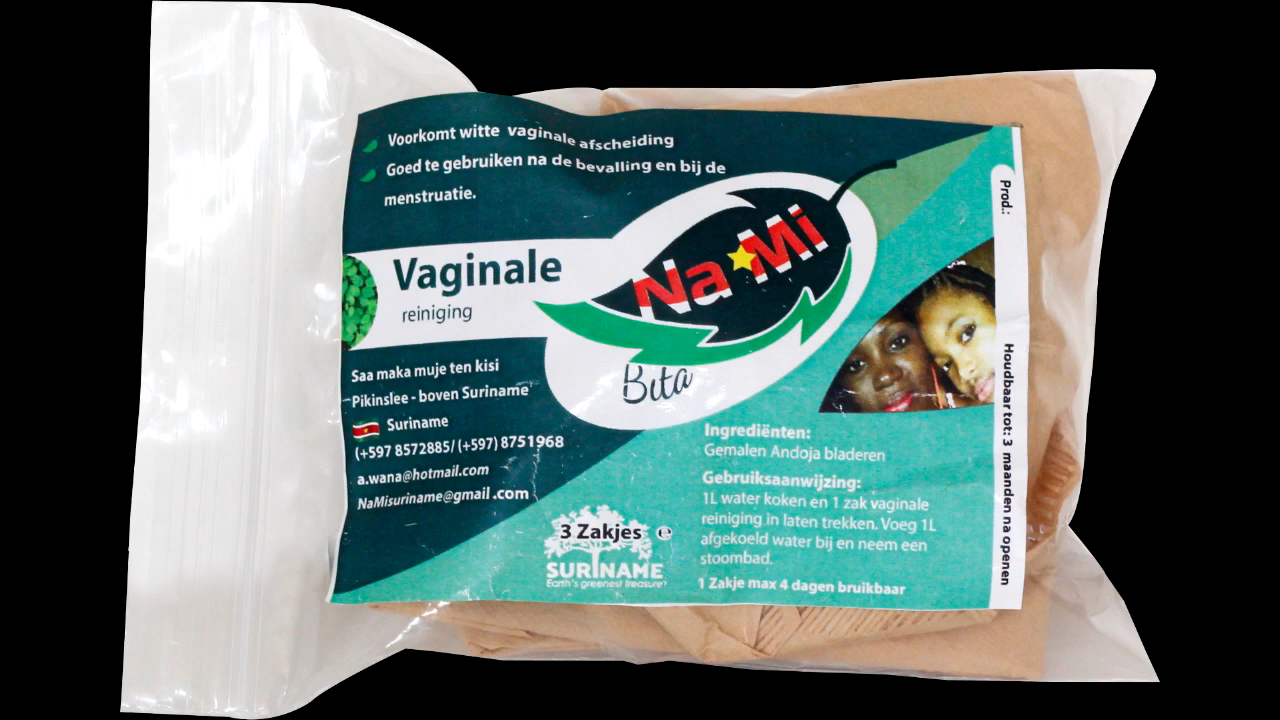 Voorkomt witte vaginale afscheiding
Goed te gebruiken na de bevalling en bij de
menstruatie.
Vaginale
reiniging
Na Mi
Bita
Saa maka muje ten kisi
Pikinslee - boven Suriname
Suriname
(+597 8572885/ (+597) 8751968
a.wana@hotmail.com
NaMisuriname@gmail.com
3 Zakjes ℮
SURINAME
Earth's greenest treasure
Ingrediënten:
Gemalen Andoja bladeren
Gebruiksaanwijzing:
1L water koken en 1 zak vaginale
reiniging in laten trekken. Voeg 1L
afgekoeld water bij en neem een
stoombad.
1 Zakje max 4 dagen bruikbaar
Prod.:
Houdbaar tot: 3 maanden na openen